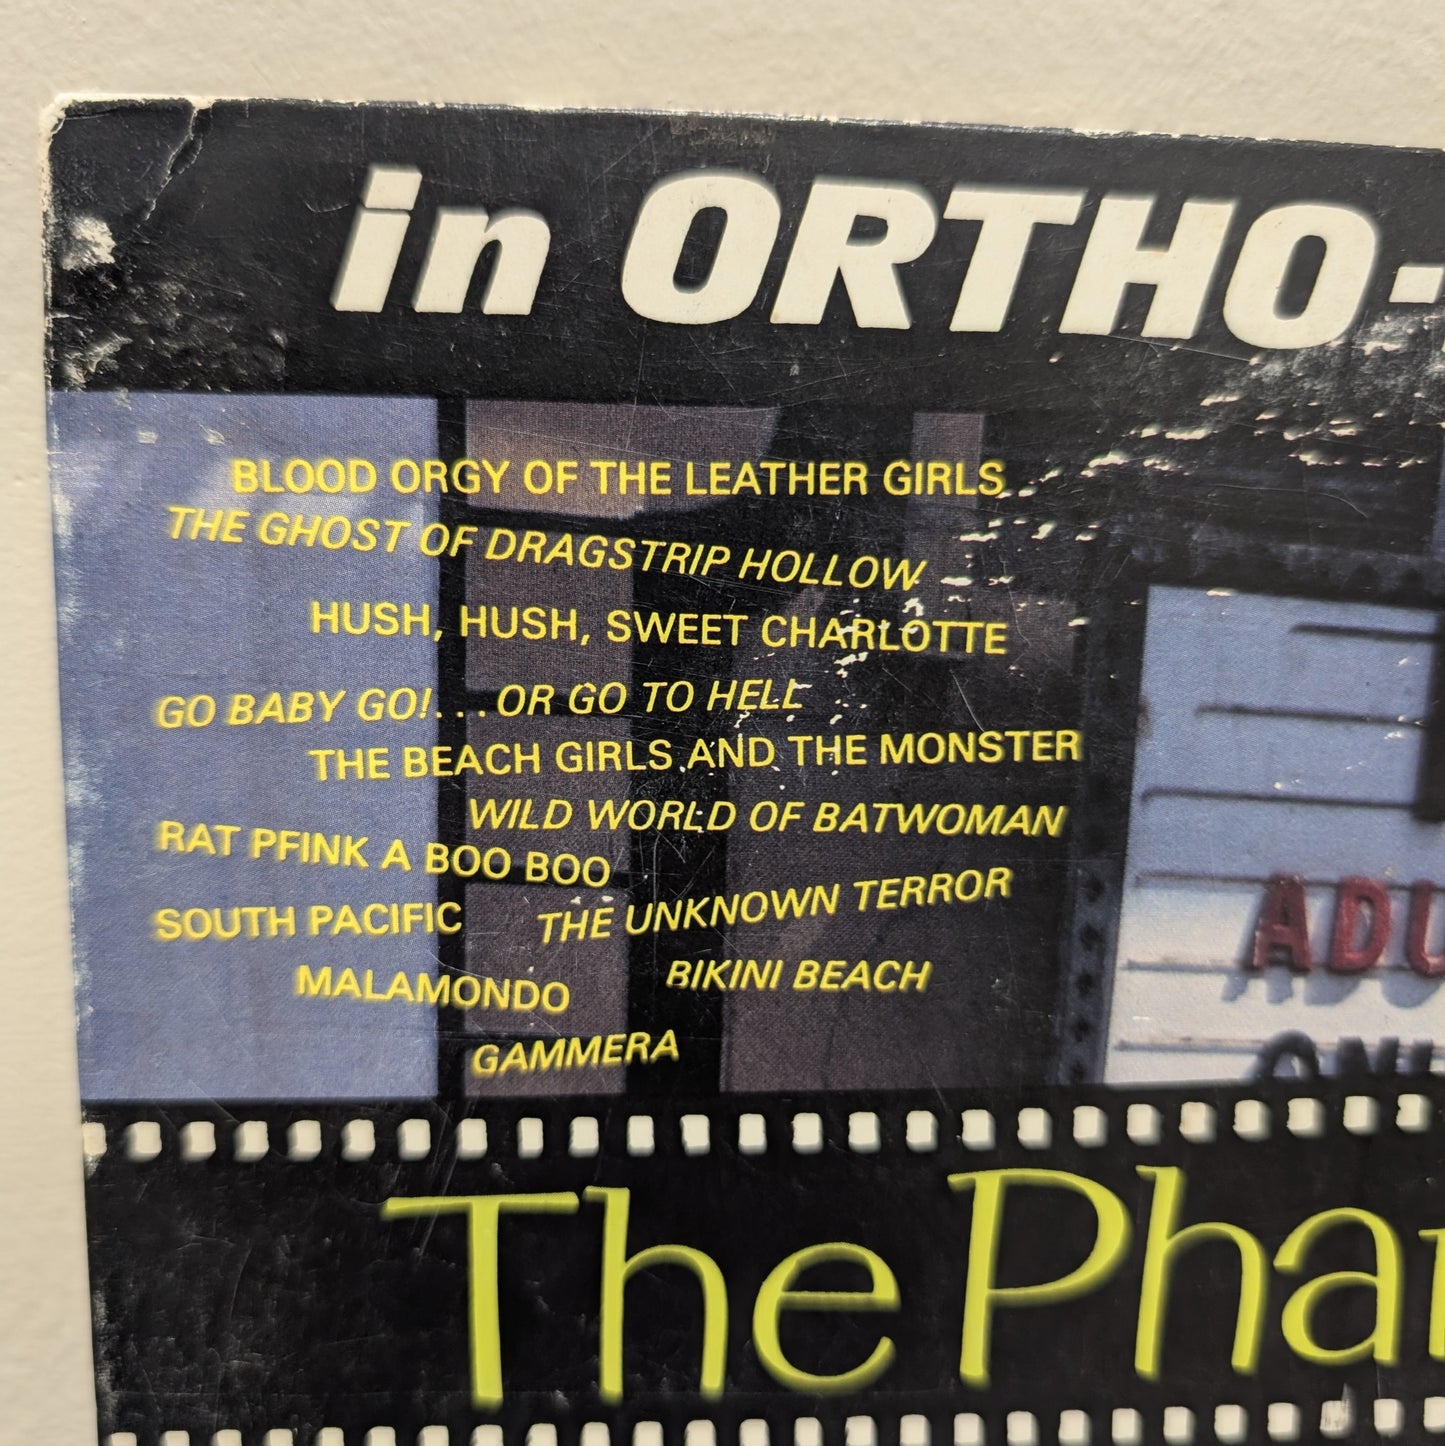 in ORTHO-
BLOOD ORGY OF THE LEATHER GIRLS
THE GHOST OF DRAGSTRIP HOLLOW
HUSH, HUSH, SWEET CHARLOTTE
GO BABY GO!...OR GO TO HELL
THE BEACH GIRLS AND THE MONSTER
WILD WORLD OF BATWOMAN
RAT PFINK A BOO BOO
THE UNKNOWN TERROR
SOUTH PACIFIC
BIKINI BEACH
MALAMONDO
GAMMERA
ADU
The Phan